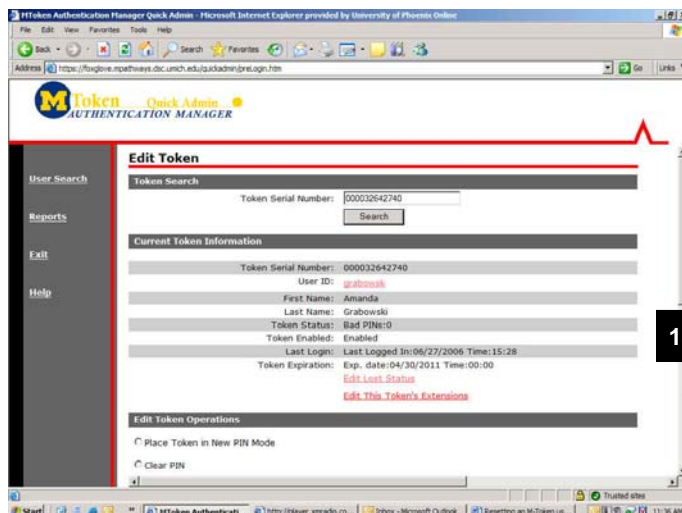 MToken Authentication Manager Quick Admin - Microsoft Internet Explorer provided by University of Phoenix Online
File Edit View Favorites Tools Help
Back Search Favorites
Address https://foxglove.mpathways.dsc.umich.edu/quickadmin/preLogin.htm Go Links
M Token Quick Admin
AUTHENTICATION MANAGER
Edit Token
User Search
Token Search
Token Serial Number: 000032642740
Reports
Search
Exit
Current Token Information
Token Serial Number: 000032642740
User ID: grabowsk
Help
First Name: Amanda
Last Name: Grabowski
Token Status: Bad PINs:0
1
Token Enabled: Enabled
Last Login: Last Logged In:06/27/2006 Time:15:28
Token Expiration: Exp. date:04/30/2011 Time:00:00
Edit Lost Status
Edit This Token's Extensions
Edit Token Operations
Place Token in New PIN Mode
Clear PIN
Trusted sites
Start MToken Authenticati... Inbox - Microsoft Outlook Resetting an M-Token us... 11:36 AM